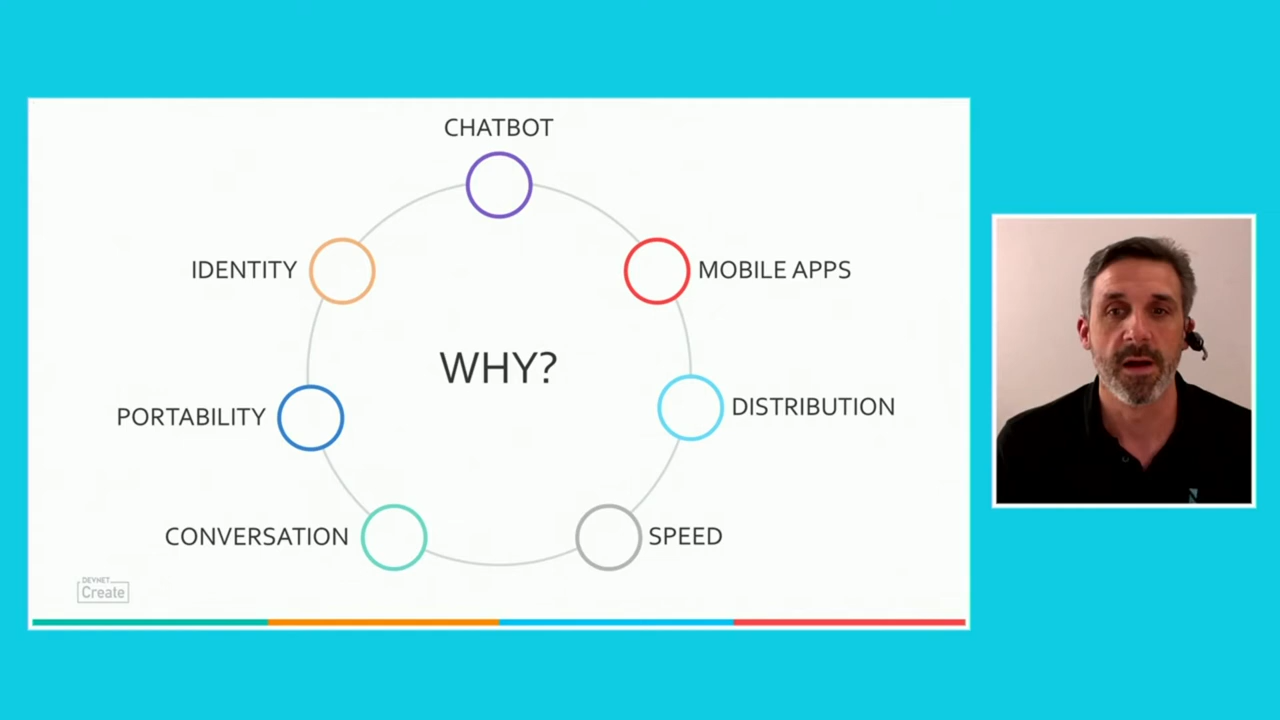 CHATBOT
IDENTITY
MOBILE APPS
WHY?
PORTABILITY
DISTRIBUTION
CONVERSATION
SPEED
DEVNET
Create